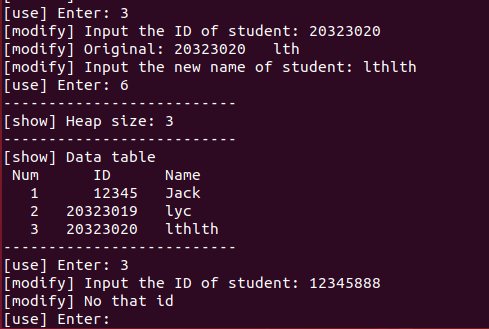 [use] Enter: 3
[modify] Input the ID of student: 20323020
[modify] Original: 20323020   lth
[modify] Input the new name of student: lthlth
[use] Enter: 6
--------------------------
[show] Heap size: 3
--------------------------
[show] Data table
 Num      ID      Name
   1      12345   Jack
   2   20323019   lyc
   3   20323020   lthlth
--------------------------
[use] Enter: 3
[modify] Input the ID of student: 12345888
[modify] No that id
[use] Enter: